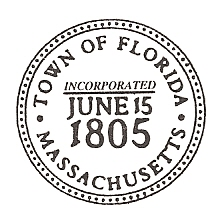 TOWN OF FLORIDA
INCORPORATED
JUNE 15
1805
MASSACHUSETTS